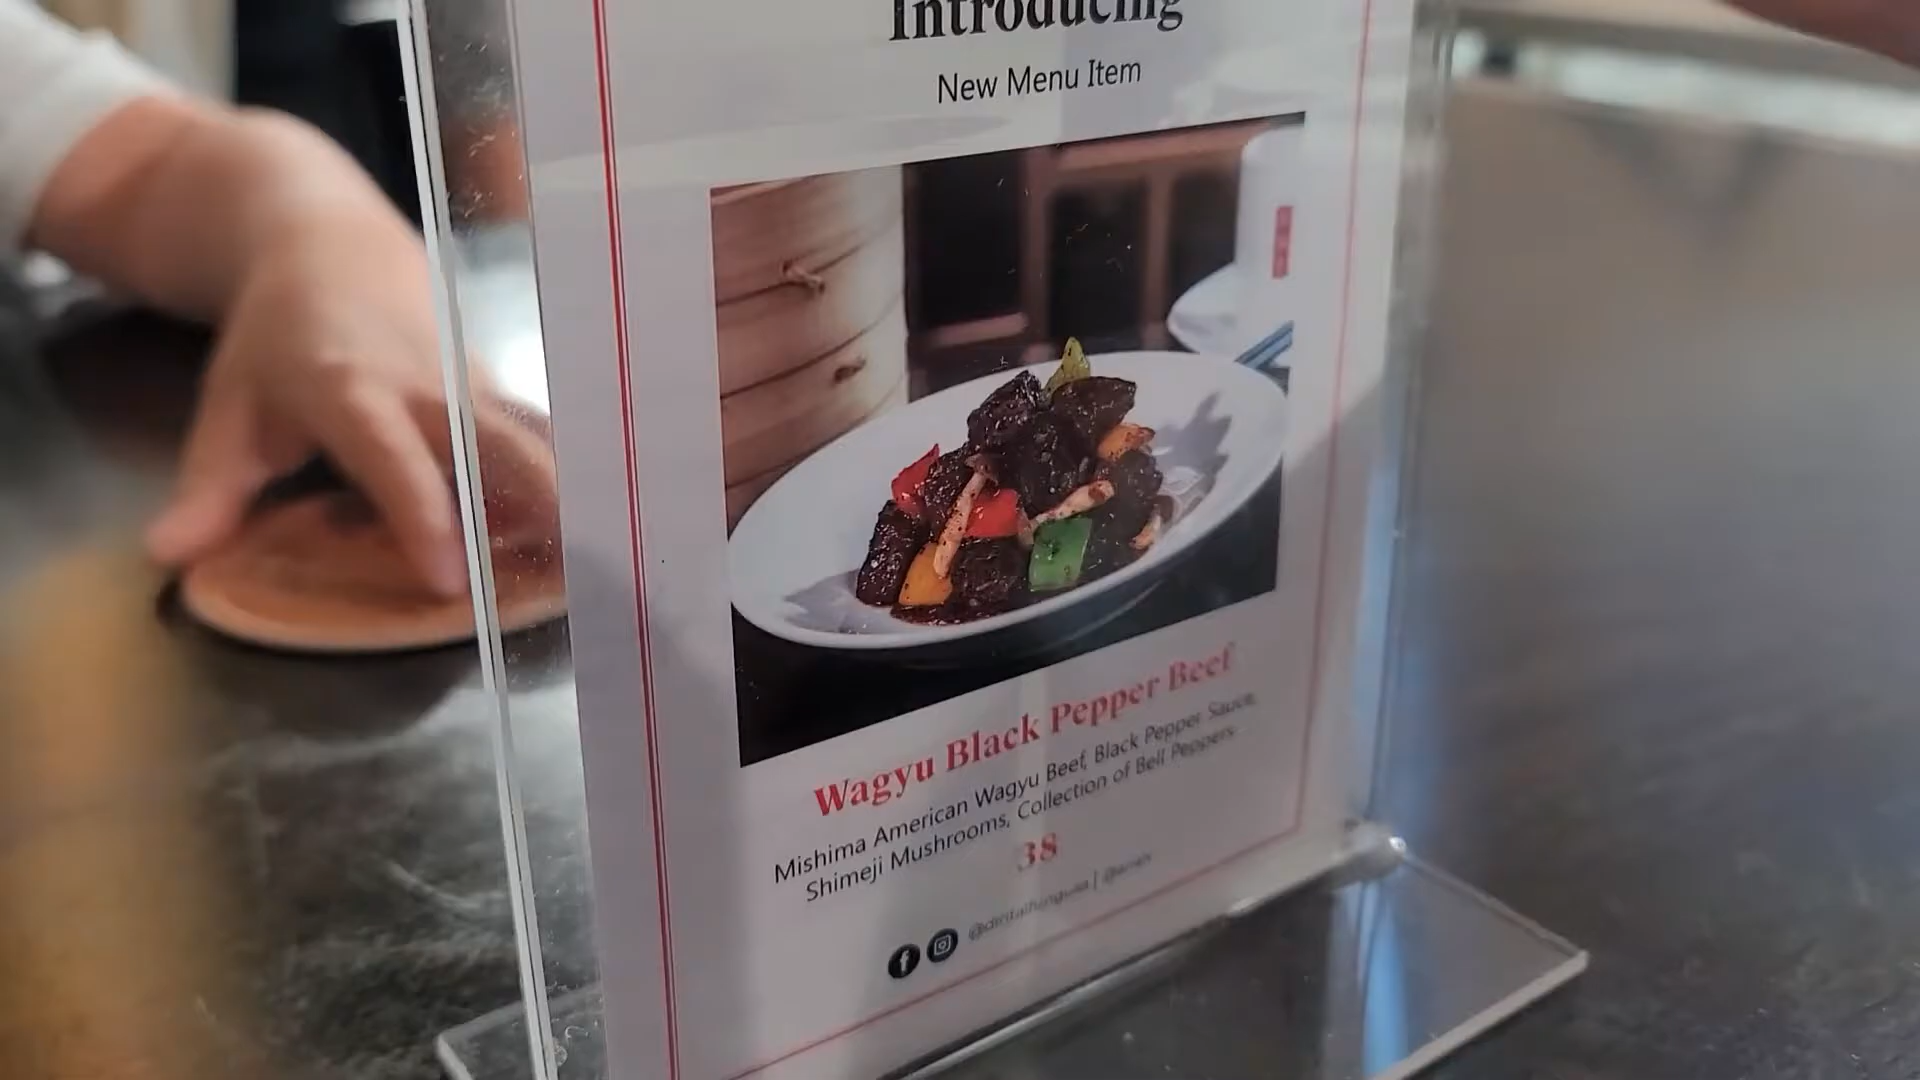 Introducing
New Menu Item
Wagyu Black Pepper Beef
Mishima American Wagyu Beef, Black Pepper Sauce,
Shimeji Mushrooms, Collection of Bell Peppers
38
@dintaifungusa |